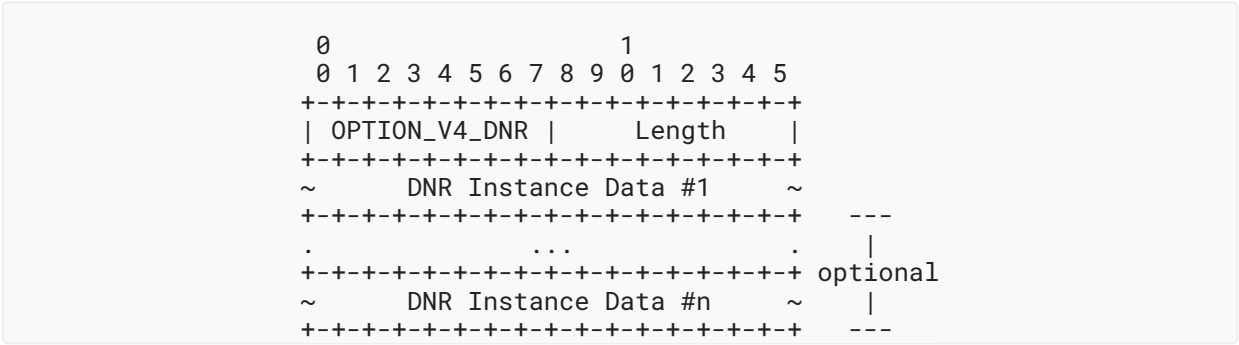 0                   1
 0 1 2 3 4 5 6 7 8 9 0 1 2 3 4 5
+-+-+-+-+-+-+-+-+-+-+-+-+-+-+-+-+
| OPTION_V4_DNR |     Length    |
+-+-+-+-+-+-+-+-+-+-+-+-+-+-+-+-+
~      DNR Instance Data #1     ~
+-+-+-+-+-+-+-+-+-+-+-+-+-+-+-+-+   ---
.              ...              .    |
+-+-+-+-+-+-+-+-+-+-+-+-+-+-+-+-+ optional
~      DNR Instance Data #n     ~    |
+-+-+-+-+-+-+-+-+-+-+-+-+-+-+-+-+   ---